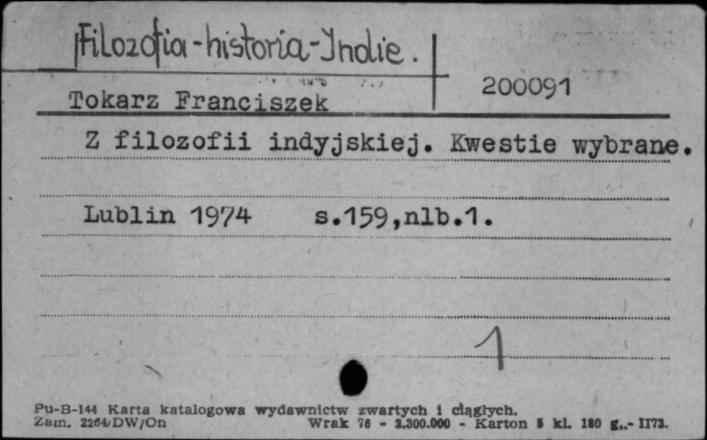 Filozofia - historia - Indie.
200091
Tokarz Franciszek
Z filozofii indyjskiej. Kwestie wybrane.
Lublin 1974 s.159,nlb.1.
1
Pu-B-144 Karta katalogowa wydawnictw zwartych i ciągłych.
Zam. 2264/DW/On Wrak 76 - 2.300.000 - Karton 5 kl. 180 g.- II73.